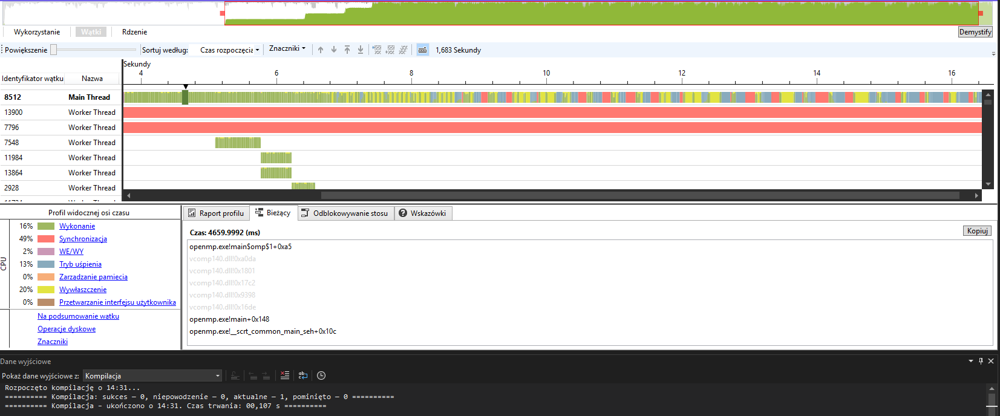 Wykorzystanie Wątki Rdzenie Demystify
Powiększenie Sortuj według: Czas rozpoczęcia Znaczniki 1,683 Sekundy
Sekundy
Identyfikator wątku Nazwa 4 6 8 10 12 14 16
8512 Main Thread
13900 Worker Thread
7796 Worker Thread
7548 Worker Thread
11984 Worker Thread
13864 Worker Thread
2928 Worker Thread
Profil widocznej osi czasu
Raport profilu Bieżący Odblokowywanie stosu Wskazówki
CPU
16% Wykonanie
49% Synchronizacja
2% WE/WY
13% Tryb uśpienia
0% Zarządzanie pamięcią
20% Wywłaszczenie
0% Przetwarzanie interfejsu użytkownika
Na podsumowanie wątku
Operacje dyskowe
Znaczniki
Czas: 4659.9992 (ms) Kopiuj
openmp.exe!main$omp$1+0xa5
vcomp140.dll!0xa0da
vcomp140.dll!0x1801
vcomp140.dll!0x17c2
vcomp140.dll!0x9398
vcomp140.dll!0x16de
openmp.exe!main+0x148
openmp.exe!__scrt_common_main_seh+0x10c
Dane wyjściowe
Pokaż dane wyjściowe z: Kompilacja
Rozpoczęto kompilację o 14:31...
========== Kompilacja: sukces — 0, niepowodzenie — 0, aktualne — 1, pominięto — 0 ==========
========== Kompilacja — ukończono o 14:31. Czas trwania: 00,107 s ==========